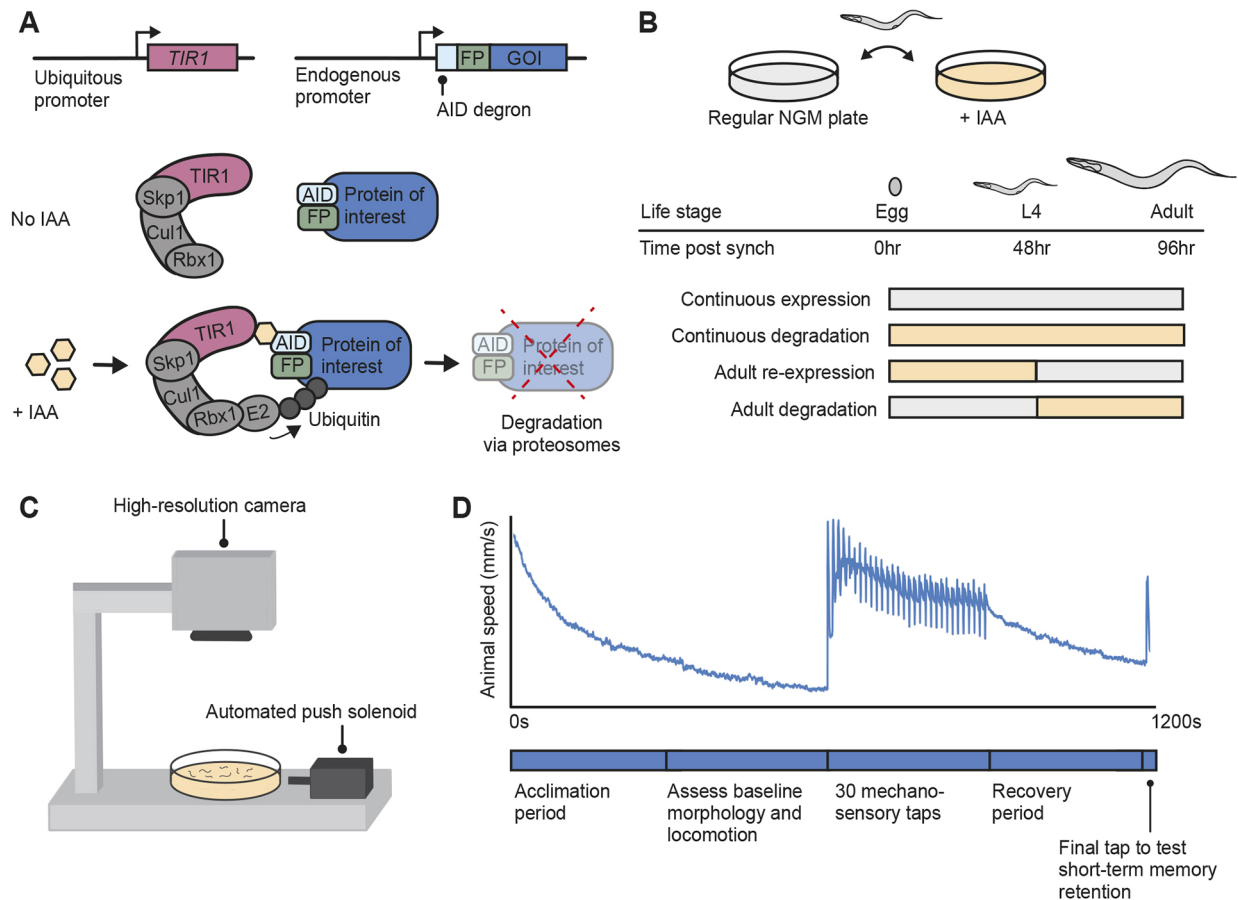 A
TIR1
FP
GOI
Ubiquitous
promoter
Endogenous
promoter
AID degron
No IAA
TIR1
Skp1
Cul1
Rbx1
AID
FP
Protein of
interest
+ IAA
TIR1
Skp1
Cul1
Rbx1
E2
AID
FP
Protein of
interest
Ubiquitin
AID
FP
Protein of
interest
Degradation
via proteosomes
B
Regular NGM plate
+ IAA
Life stage
Egg
L4
Adult
Time post synch
0hr
48hr
96hr
Continuous expression
Continuous degradation
Adult re-expression
Adult degradation
C
High-resolution camera
Automated push solenoid
D
Animal speed (mm/s)
0s
1200s
Acclimation
period
Assess baseline
morphology and
locomotion
30 mechano-
sensory taps
Recovery
period
Final tap to test
short-term memory
retention